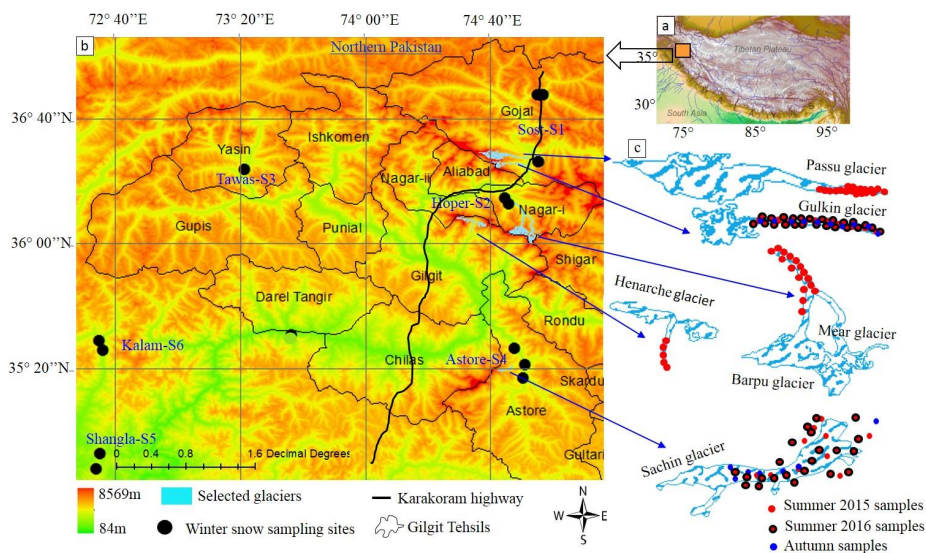 72° 40'
73° 20'
74° 00'
74° 40'
b
Northern Pakistan
a
35°
30°
Tibetan Plateau
South Asia
75°
85°
95°
36° 40'"N
36° 00'"N
35° 20'"N
Gojal
Sost-S1
Ishkomen
Yasin
Tawas-S3
Nagar-ii
Aliabad
Hoper-S2
Nagar-i
Gupis
Punial
Shigar
Gilgit
Darel Tangir
Rondu
Kalam-S6
Chilas
Astore-S4
Skardu
Astore
Shangla-S5
Gultari
0
0.8
1.6 Decimal Degrees
c
Passu glacier
Gulkin glacier
Henarche glacier
Mear glacier
Barpu glacier
Sachin glacier
Summer 2015 samples
Summer 2016 samples
Autumn samples
8569m
84m
Selected glaciers
Winter snow sampling sites
Karakoram highway
Gilgit Tehsils
N
W
E
S